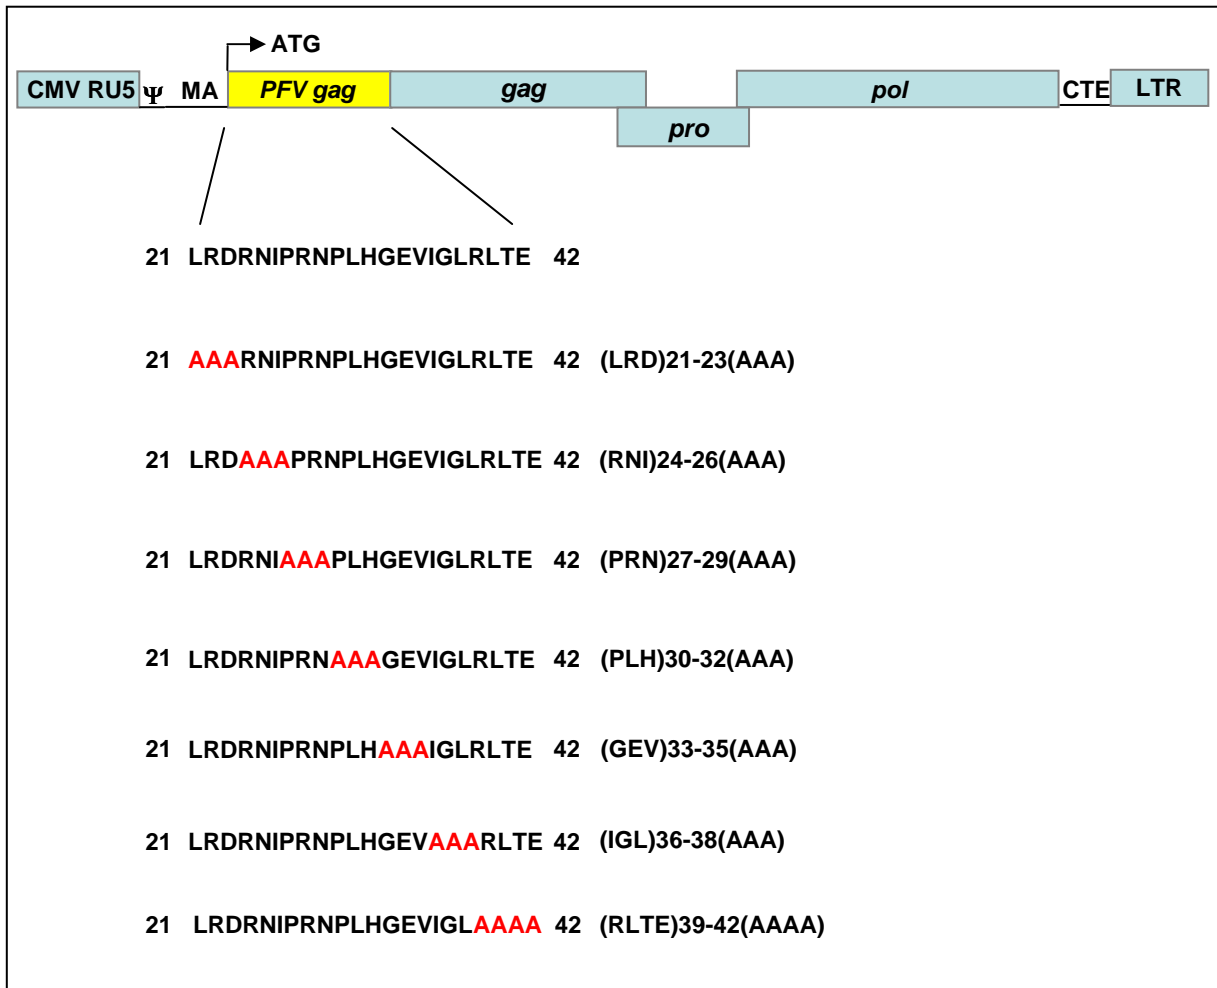 ATG
CMV RU5 Ψ MA PFV gag gag pol CTE LTR
pro
21 LRDRNIPRNPLHGEVIGLRLTE 42
21 AAARNIPRNPLHGEVIGLRLTE 42 (LRD)21-23(AAA)
21 LRDAAAPRNPLHGEVIGLRLTE 42 (RNI)24-26(AAA)
21 LRDRNIAAAPLHGEVIGLRLTE 42 (PRN)27-29(AAA)
21 LRDRNIPRNAAAGEVIGLRLTE 42 (PLH)30-32(AAA)
21 LRDRNIPRNPLHAAAIGLRLTE 42 (GEV)33-35(AAA)
21 LRDRNIPRNPLHGEVAAARLTE 42 (IGL)36-38(AAA)
21 LRDRNIPRNPLHGEVIGLAAAA 42 (RLTE)39-42(AAAA)